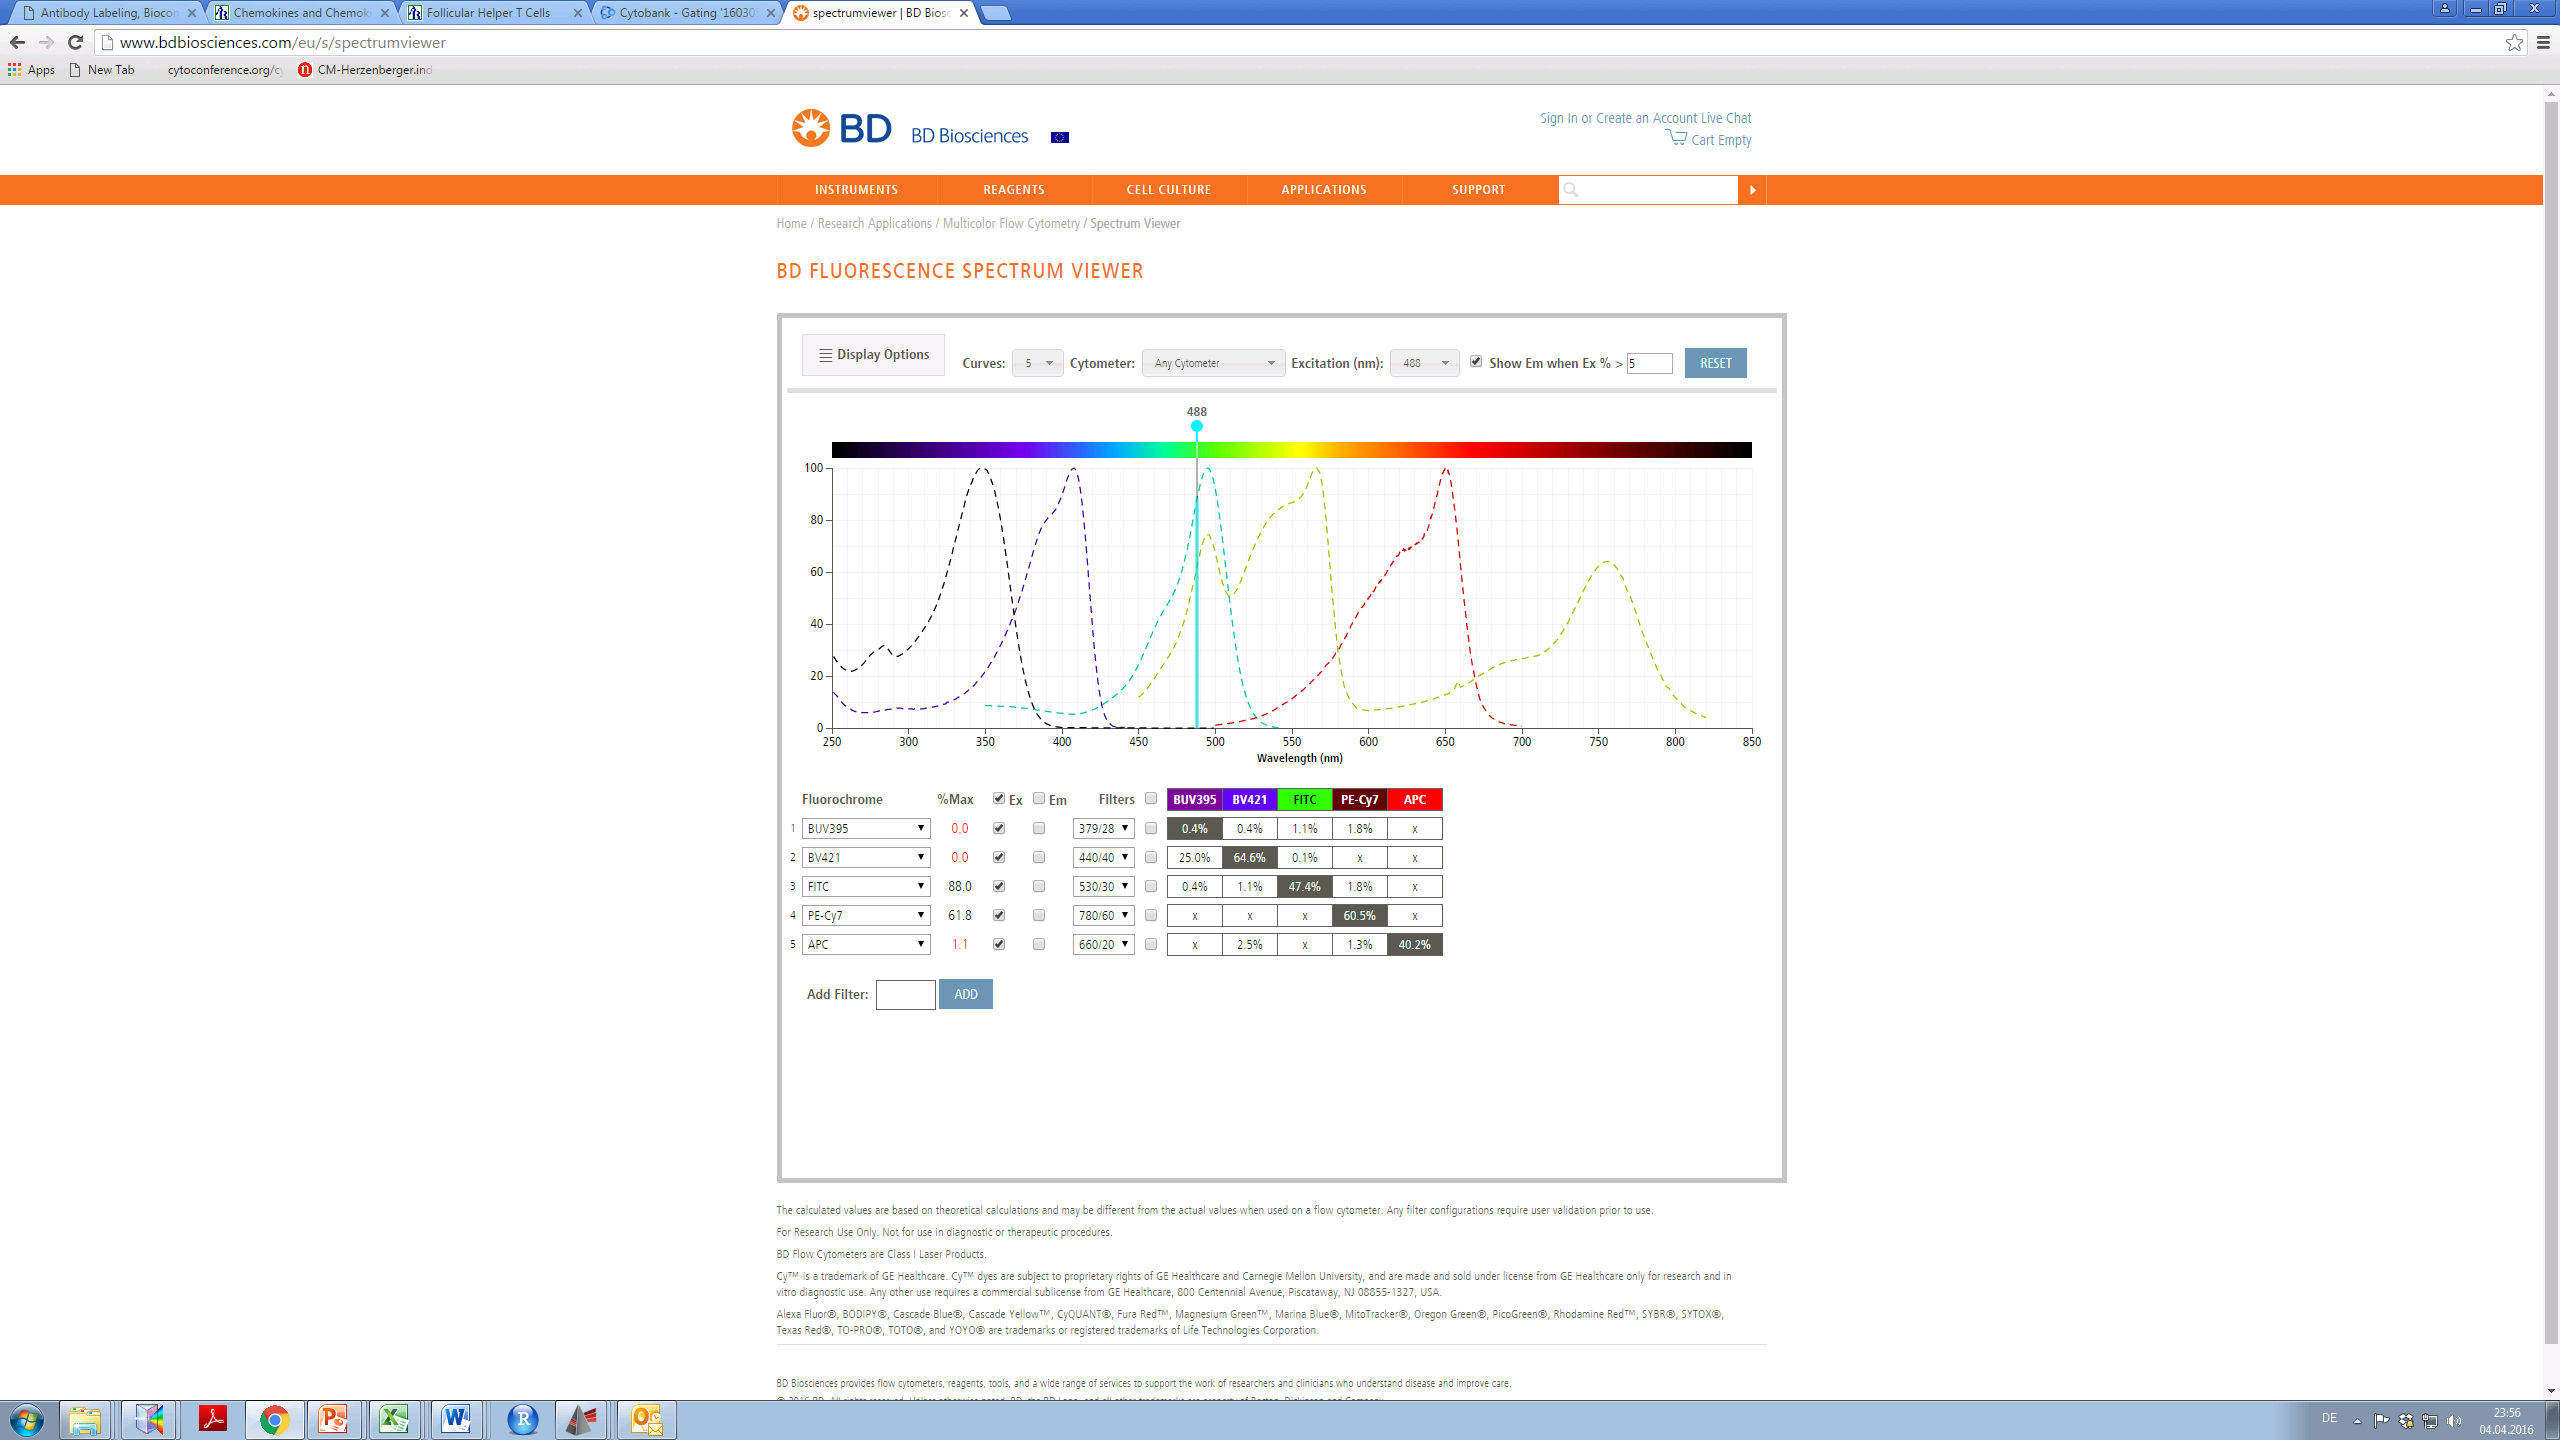 Antibody Labeling, Biocon
Chemokines and Chemok
Follicular Helper T Cells
Cytobank - Gating '16030
spectrumviewer | BD Biosc
www.bdbiosciences.com/eu/s/spectrumviewer
Apps
New Tab
cytoconference.org/cy
CM-Herzenberger.ind
BD
BD Biosciences
Sign In or Create an Account Live Chat
Cart Empty
INSTRUMENTS
REAGENTS
CELL CULTURE
APPLICATIONS
SUPPORT
Home / Research Applications / Multicolor Flow Cytometry / Spectrum Viewer
BD FLUORESCENCE SPECTRUM VIEWER
Display Options
Curves: 5 Cytometer: Any Cytometer Excitation (nm): 488 Show Em when Ex % > 5 RESET
488
100
80
60
40
20
0
250 300 350 400 450 500 550 600 650 700 750 800 850
Wavelength (nm)
Fluorochrome %Max Ex Em Filters BUV395 BV421 FITC PE-Cy7 APC
1 BUV395 0.0 379/28 0.4% 0.4% 1.1% 1.8% x
2 BV421 0.0 440/40 25.0% 64.6% 0.1% x x
3 FITC 88.0 530/30 0.4% 1.1% 47.4% 1.8% x
4 PE-Cy7 61.8 780/60 x x x 60.5% x
5 APC 1.1 660/20 x 2.5% x 1.3% 40.2%
Add Filter: ADD
The calculated values are based on theoretical calculations and may be different from the actual values when used on a flow cytometer. Any filter configurations require user validation prior to use.
For Research Use Only. Not for use in diagnostic or therapeutic procedures.
BD Flow Cytometers are Class I Laser Products.
Cy™ is a trademark of GE Healthcare. Cy™ dyes are subject to proprietary rights of GE Healthcare and Carnegie Mellon University, and are made and sold under license from GE Healthcare only for research and in
vitro diagnostic use. Any other use requires a commercial sublicense from GE Healthcare, 800 Centennial Avenue, Piscataway, NJ 08855-1327, USA.
Alexa Fluor®, BODIPY®, Cascade Blue®, Cascade Yellow™, CyQUANT®, Fura Red™, Magnesium Green™, Marina Blue®, MitoTracker®, Oregon Green®, PicoGreen®, Rhodamine Red™, SYBR®, SYTOX®,
Texas Red®, TO-PRO®, TOTO®, and YOYO® are trademarks or registered trademarks of Life Technologies Corporation.
BD Biosciences provides flow cytometers, reagents, tools, and a wide range of services to support the work of researchers and clinicians who understand disease and improve care.
DE
23:56
04.04.2016